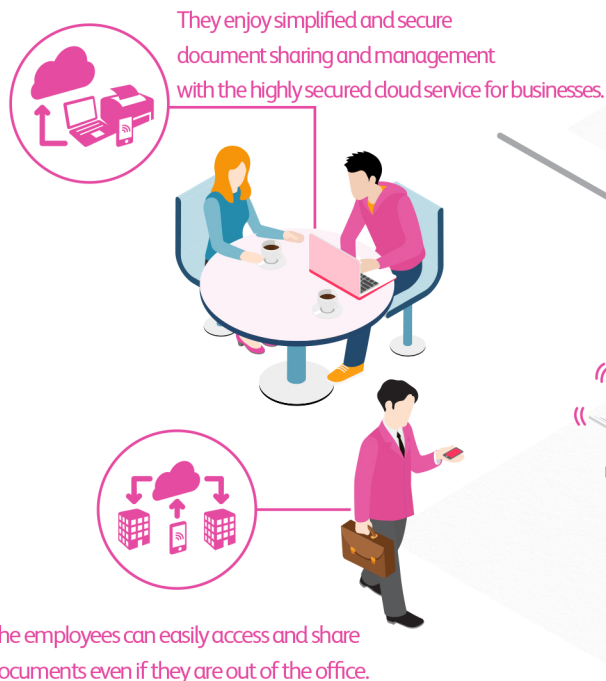 They enjoy simplified and secure
document sharing and management
with the highly secured cloud service for businesses.
he employees can easily access and share
ocuments even if they are out of the office.